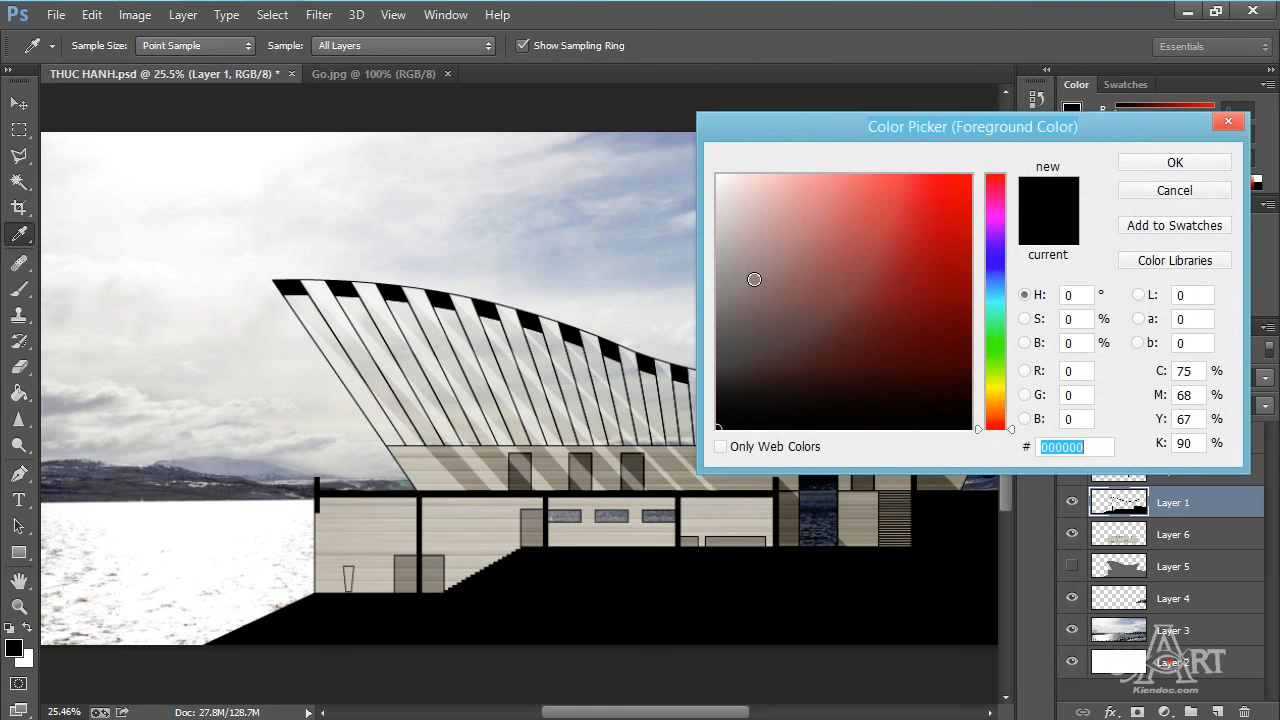 Ps File Edit Image Layer Type Select Filter 3D View Window Help
Sample Size: Point Sample Sample: All Layers Show Sampling Ring Essentials
THUC HANH.psd @ 25.5% (Layer 1, RGB/8) * × Go.jpg @ 100% (RGB/8) ×
Color Swatches
R
Color Picker (Foreground Color)
new
current
OK
Cancel
Add to Swatches
Color Libraries
H: 0 ° L: 0
S: 0 % a: 0
B: 0 % b: 0
R: 0 C: 75 %
G: 0 M: 68 %
B: 0 Y: 67 %
# 000000 K: 90 %
Only Web Colors
Layer 1
Layer 6
Layer 5
Layer 4
Layer 3
Layer 2
ART
Kiendoc.com
25.46% Doc: 27.8M/128.7M
fx